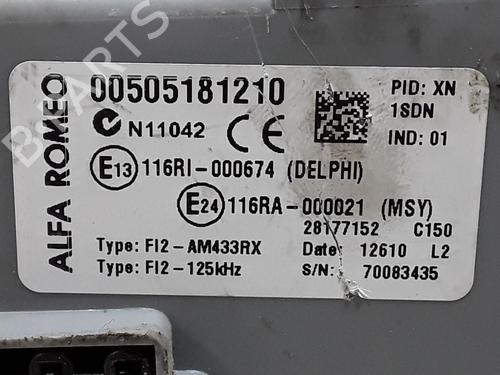 ALFA ROMEO
00505181210
PID: XN
1SDN
N11042 CE
IND: 01
E13 116RI-000674 (DELPHI)
E24 116RA-000021 (MSY)
28177152 C150
Type: FI2-AM433RX
Date: 12610 L2
Type: FI2-125kHz
S/N: 70083435